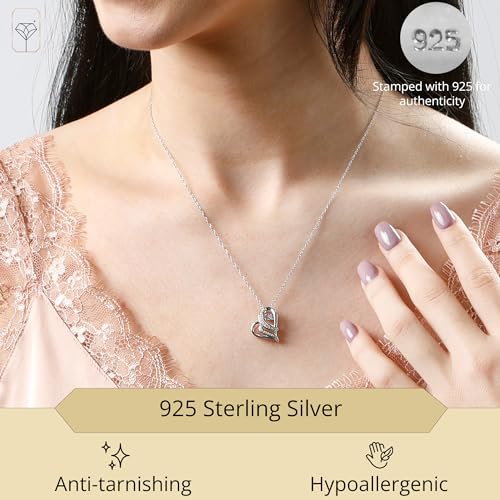 925
Stamped with 925 for
authenticity
925 Sterling Silver
Anti-tarnishing
Hypoallergenic